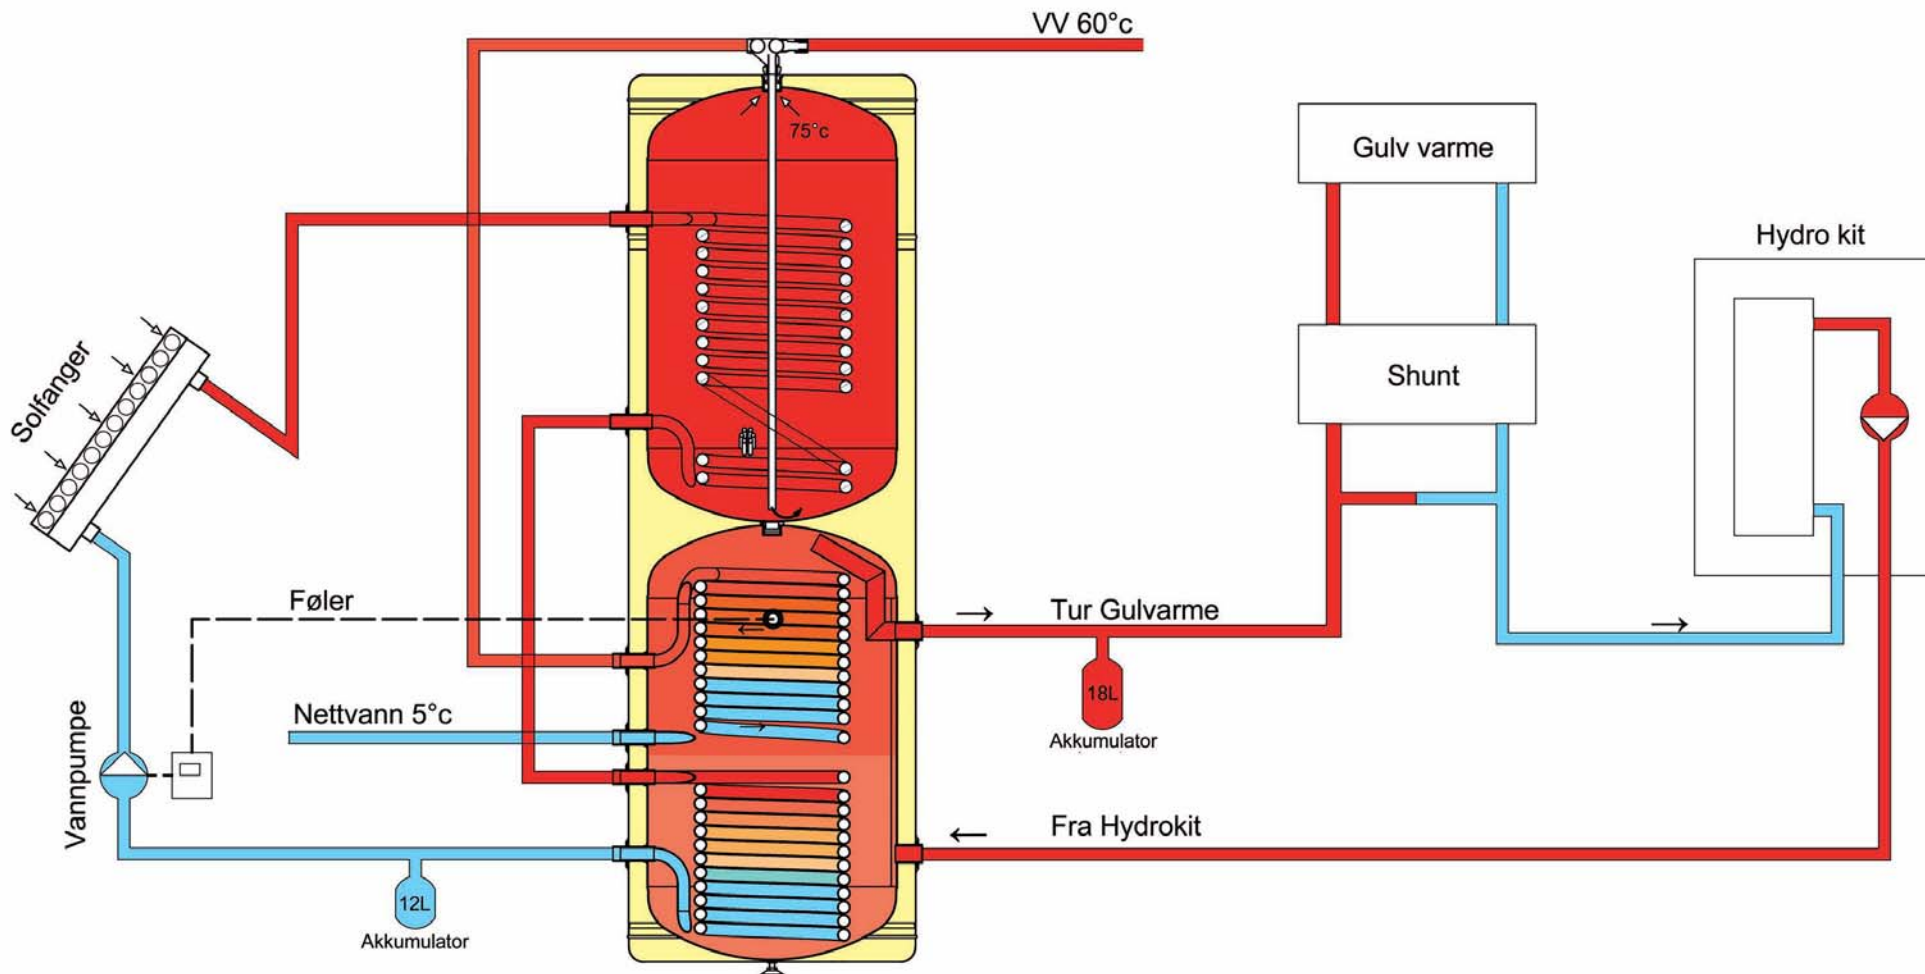 VV 60°c
75°c
Gulv varme
Hydro kit
Shunt
Solfanger
Føler
Tur Gulvarme
18L
Akkumulator
Nettvann 5°c
Vannpumpe
Fra Hydrokit
12L
Akkumulator